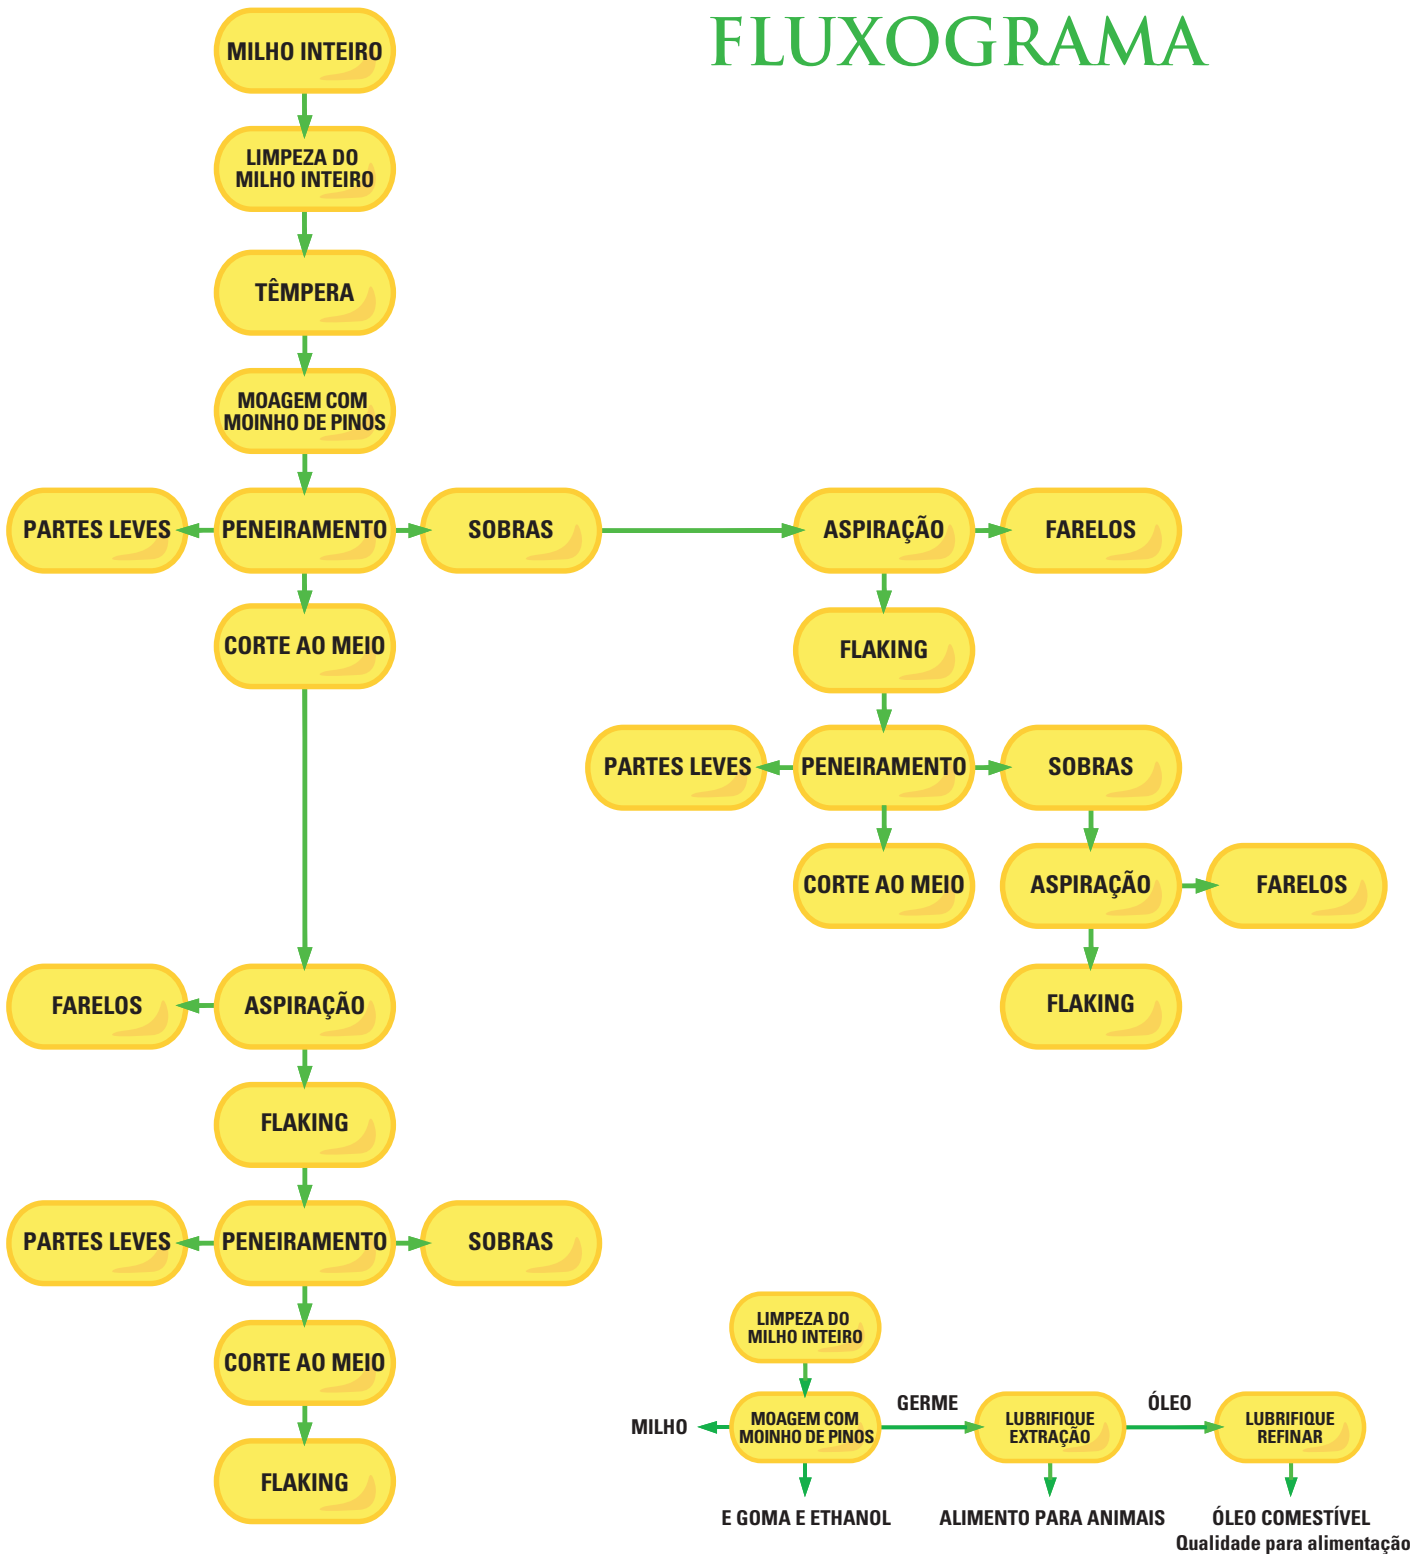 FLUXOGRAMA
MILHO INTEIRO
LIMPEZA DO
MILHO INTEIRO
TÊMPERA
MOAGEM COM
MOINHO DE PINOS
PARTES LEVES
PENEIRAMENTO
SOBRAS
ASPIRAÇÃO
FARELOS
CORTE AO MEIO
FLAKING
PARTES LEVES
PENEIRAMENTO
SOBRAS
CORTE AO MEIO
ASPIRAÇÃO
FARELOS
FARELOS
ASPIRAÇÃO
FLAKING
FLAKING
PARTES LEVES
PENEIRAMENTO
SOBRAS
CORTE AO MEIO
FLAKING
LIMPEZA DO
MILHO INTEIRO
MILHO
MOAGEM COM
MOINHO DE PINOS
GERME
LUBRIFIQUE
EXTRAÇÃO
ÓLEO
LUBRIFIQUE
REFINAR
E GOMA E ETHANOL
ALIMENTO PARA ANIMAIS
ÓLEO COMESTÍVEL
Qualidade para alimentação